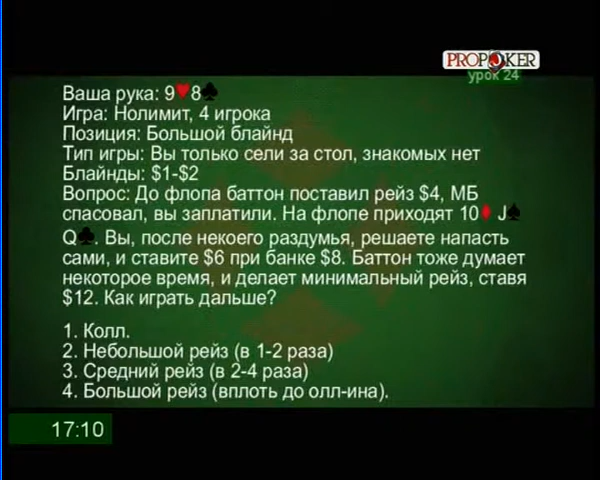 PROPOKER
урок 24
Ваша рука: 9♥8♠
Игра: Нолимит, 4 игрока
Позиция: Большой блайнд
Тип игры: Вы только сели за стол, знакомых нет
Блайнды: $1-$2
Вопрос: До флопа баттон поставил рейз $4, МБ
спасовал, вы заплатили. На флопе приходят 10♦ J♠
Q♣. Вы, после некоего раздумья, решаете напасть
сами, и ставите $6 при банке $8. Баттон тоже думает
некоторое время, и делает минимальный рейз, ставя
$12. Как играть дальше?
1. Колл.
2. Небольшой рейз (в 1-2 раза)
3. Средний рейз (в 2-4 раза)
4. Большой рейз (вплоть до олл-ина).
17:10